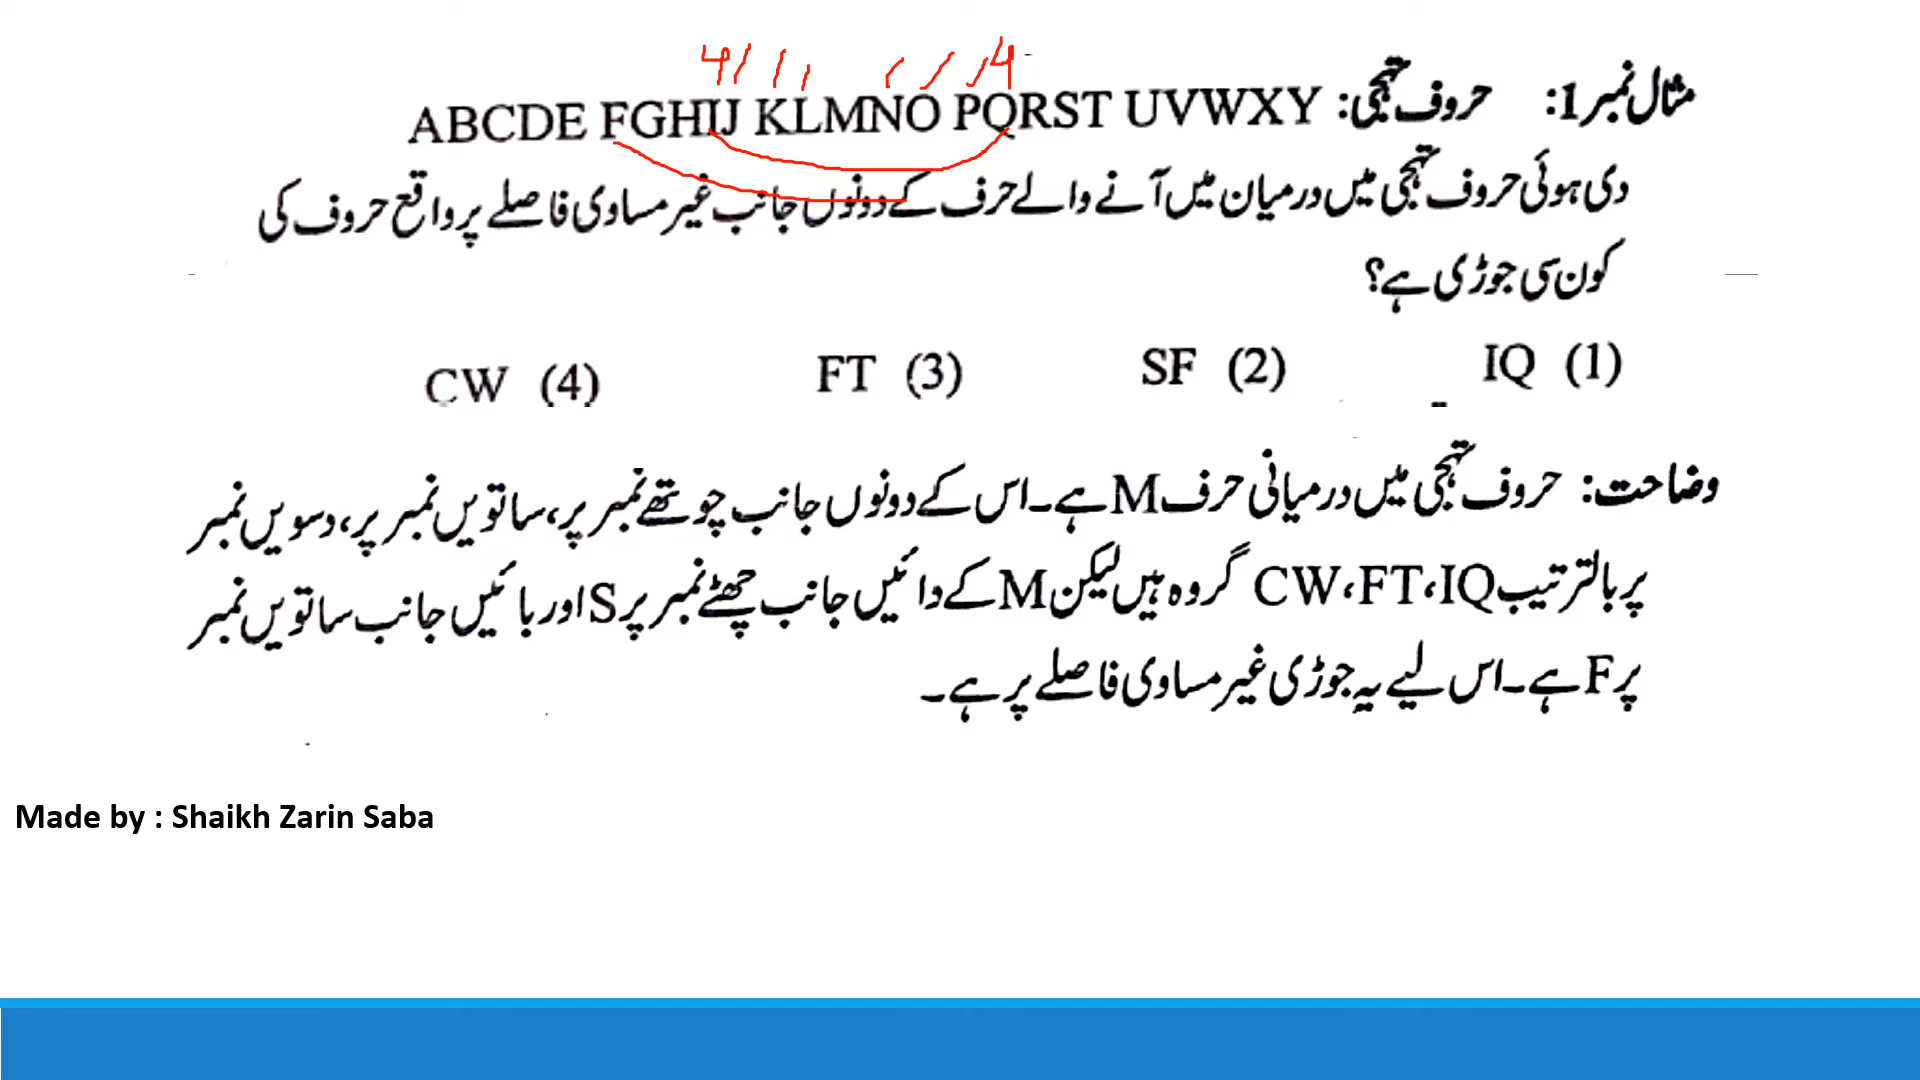 مثال نمبر 1: حروف تہجی: ABCDE FGHIJ KLMNO PQRST UVWXY
دی ہوئی حروف تہجی میں درمیان میں آنے والے حرف کے دونوں جانب غیر مساوی فاصلے پر واقع حروف کی
کون سی جوڑی ہے؟
IQ (1) SF (2) FT (3) CW (4)
وضاحت: حروف تہجی میں درمیانی حرف M ہے۔ اس کے دونوں جانب چوتھے نمبر پر، ساتویں نمبر پر، دسویں نمبر
پر بالترتیب IQ، FT، CW گروہ ہیں لیکن M کے دائیں جانب چھٹے نمبر پر S اور بائیں جانب ساتویں نمبر
پر F ہے۔ اس لیے یہ جوڑی غیر مساوی فاصلے پر ہے۔
Made by : Shaikh Zarin Saba